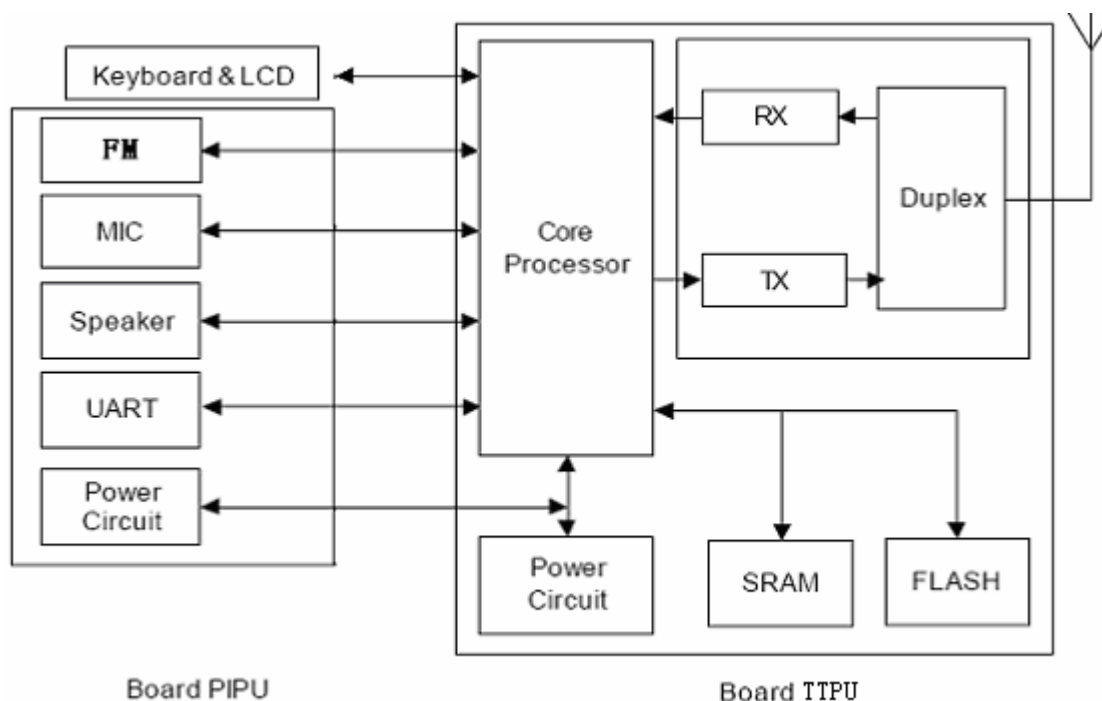 Keyboard & LCD
FM
MIC
Speaker
UART
Power
Circuit
Core
Processor
RX
TX
Duplex
Power
Circuit
SRAM
FLASH
Board PIPU
Board TTPU